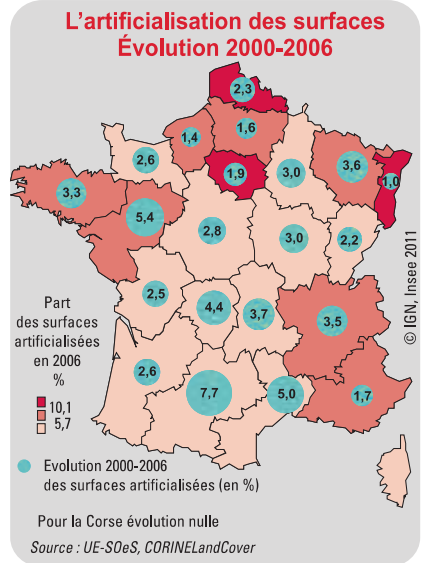 L'artificialisation des surfaces
Évolution 2000-2006
2,3
1,4
1,6
2,6
1,9
3,0
3,6
1,0
3,3
5,4
2,8
3,0
2,2
2,5
4,4
3,7
3,5
2,6
7,7
5,0
1,7
© IGN, Insee 2011
Part
des surfaces
artificialisées
en 2006
%
10,1
5,7
Evolution 2000-2006
des surfaces artificialisées (en %)
Pour la Corse évolution nulle
Source : UE-SOeS, CORINELandCover